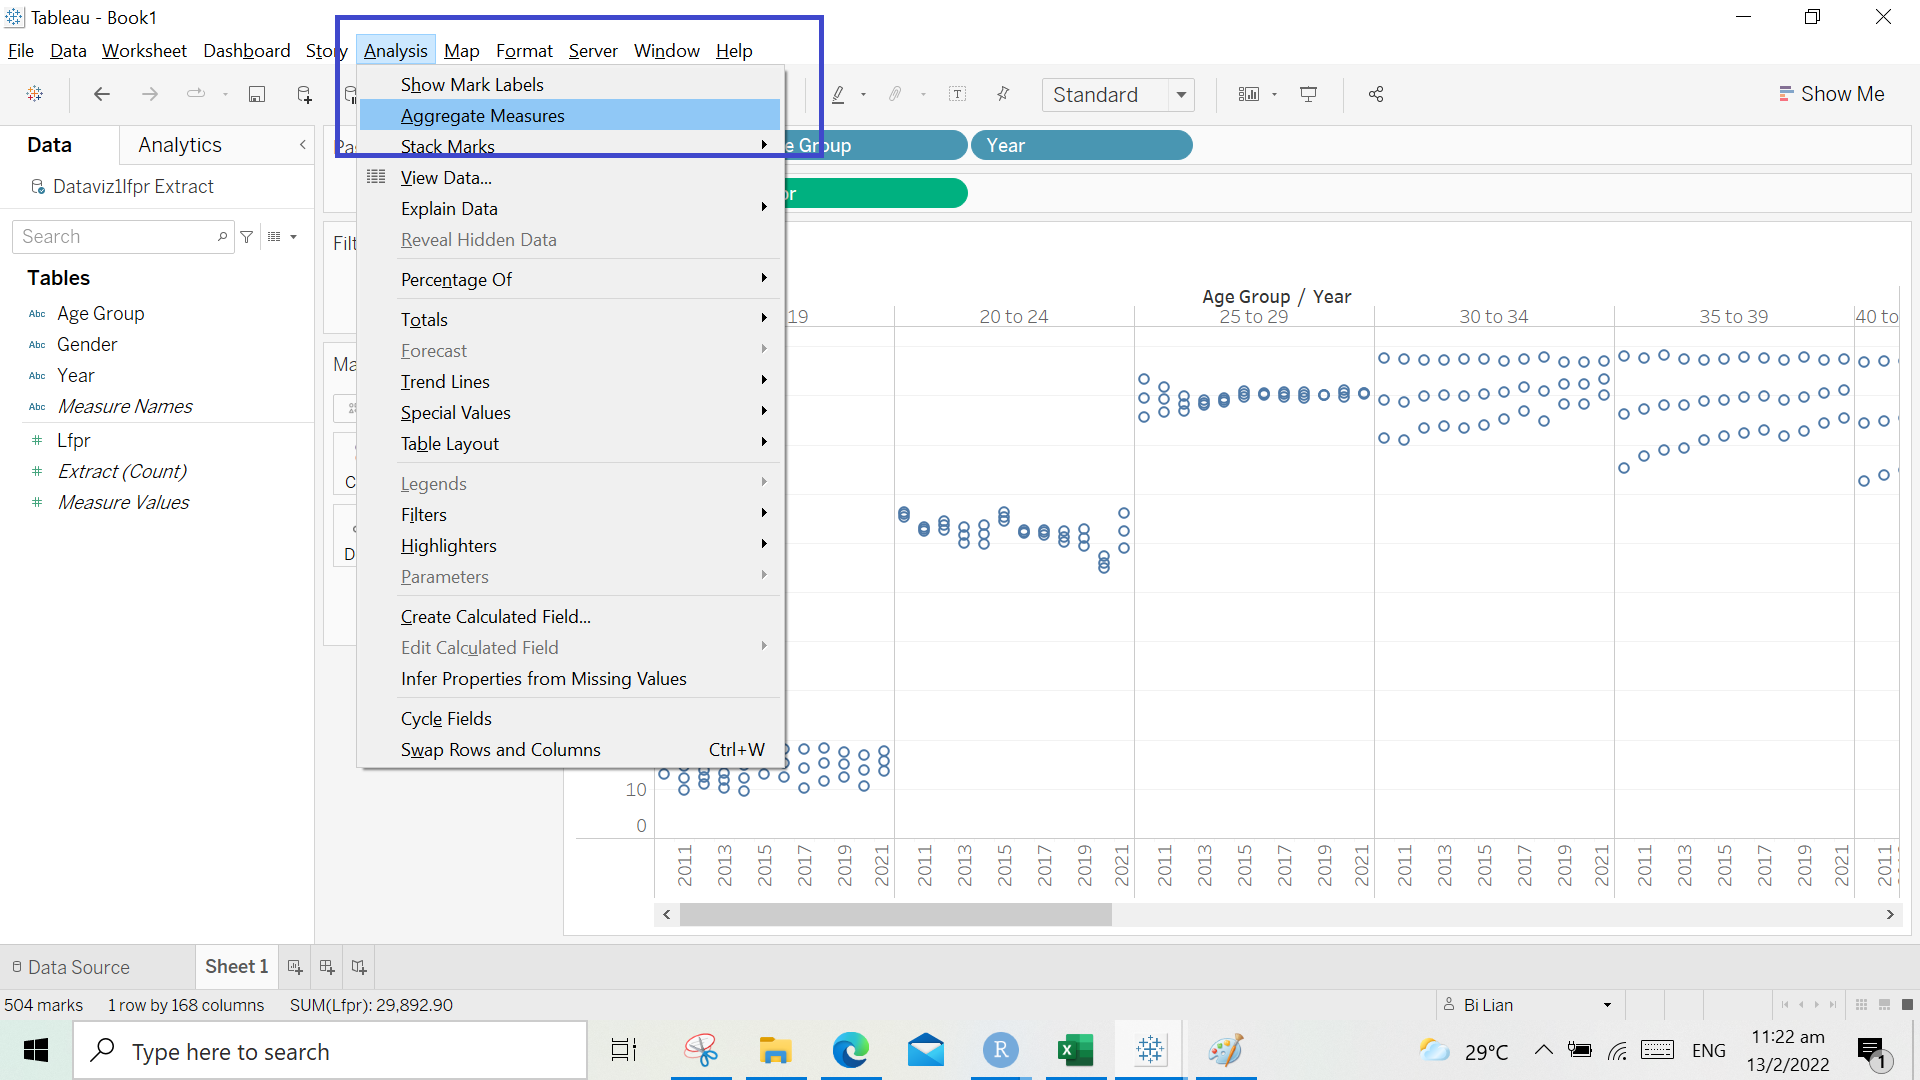 Tableau - Book1
File Data Worksheet Dashboard Story Analysis Map Format Server Window Help
Standard
Show Me
Data
Analytics
Dataviz1lfpr Extract
Search
Tables
Abc Age Group
Abc Gender
Abc Year
Abc Measure Names
# Lfpr
# Extract (Count)
# Measure Values
Show Mark Labels
Aggregate Measures
Stack Marks
View Data...
Explain Data
Reveal Hidden Data
Percentage Of
Totals
Forecast
Trend Lines
Special Values
Table Layout
Legends
Filters
Highlighters
Parameters
Create Calculated Field...
Edit Calculated Field
Infer Properties from Missing Values
Cycle Fields
Swap Rows and Columns Ctrl+W
Pa
Filt
Ma
C
D
e Group
Year
or
Age Group / Year
19 20 to 24 25 to 29 30 to 34 35 to 39 40 to
10
0
2011 2013 2015 2017 2019 2021 2011 2013 2015 2017 2019 2021 2011 2013 2015 2017 2019 2021 2011 2013 2015 2017 2019 2021 2011 2013 2015 2017 2019 2021 2011
Data Source
Sheet 1
504 marks 1 row by 168 columns SUM(Lfpr): 29,892.90
Bi Lian
Type here to search
R
29°C
ENG
11:22 am
13/2/2022
1